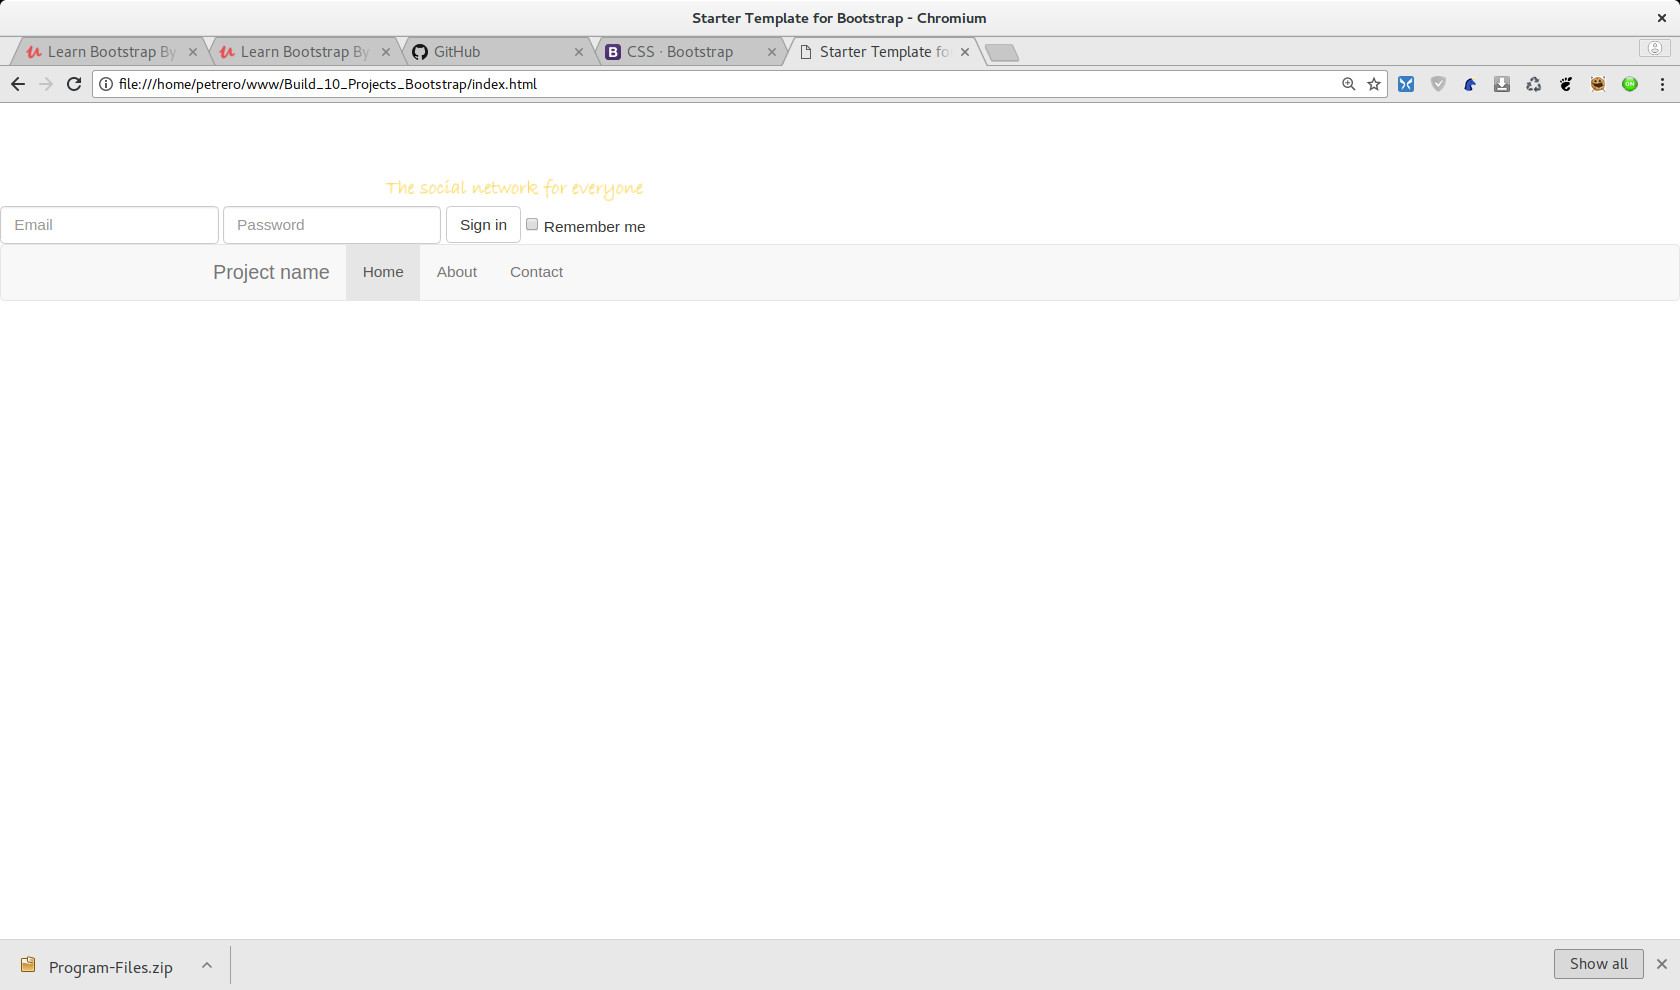 Starter Template for Bootstrap - Chromium
Learn Bootstrap By
Learn Bootstrap By
GitHub
CSS · Bootstrap
Starter Template fo
file:///home/petrero/www/Build_10_Projects_Bootstrap/index.html
The social network for everyone
Email
Password
Sign in
Remember me
Project name
Home
About
Contact
Program-Files.zip
Show all